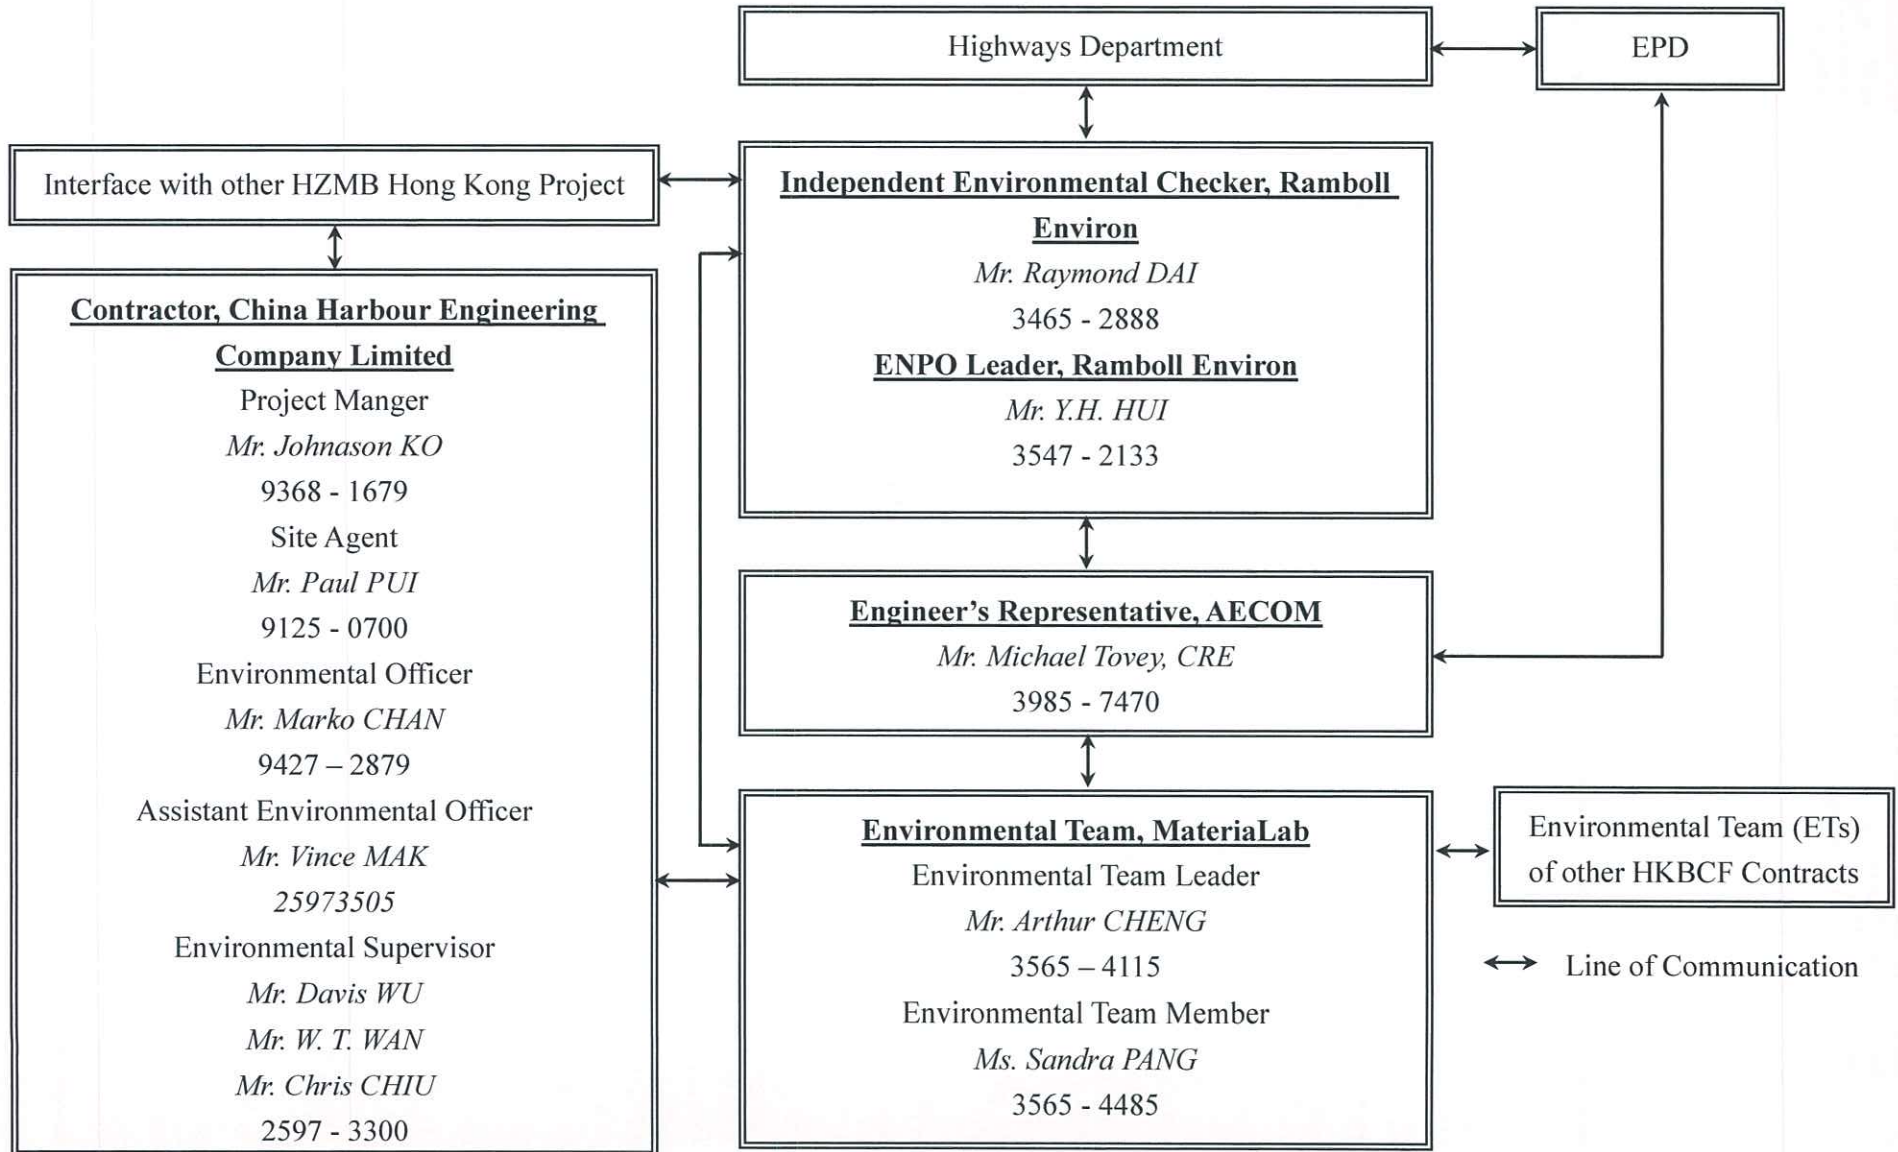 Highways Department
EPD
Interface with other HZMB Hong Kong Project
Independent Environmental Checker, Ramboll
Environ
Mr. Raymond DAI
3465 - 2888
ENPO Leader, Ramboll Environ
Mr. Y.H. HUI
3547 - 2133
Contractor, China Harbour Engineering
Company Limited
Project Manger
Mr. Johnason KO
9368 - 1679
Site Agent
Mr. Paul PUI
9125 - 0700
Environmental Officer
Mr. Marko CHAN
9427 – 2879
Assistant Environmental Officer
Mr. Vince MAK
25973505
Environmental Supervisor
Mr. Davis WU
Mr. W. T. WAN
Mr. Chris CHIU
2597 - 3300
Engineer’s Representative, AECOM
Mr. Michael Tovey, CRE
3985 - 7470
Environmental Team, MateriaLab
Environmental Team Leader
Mr. Arthur CHENG
3565 – 4115
Environmental Team Member
Ms. Sandra PANG
3565 - 4485
Environmental Team (ETs)
of other HKBCF Contracts
Line of Communication